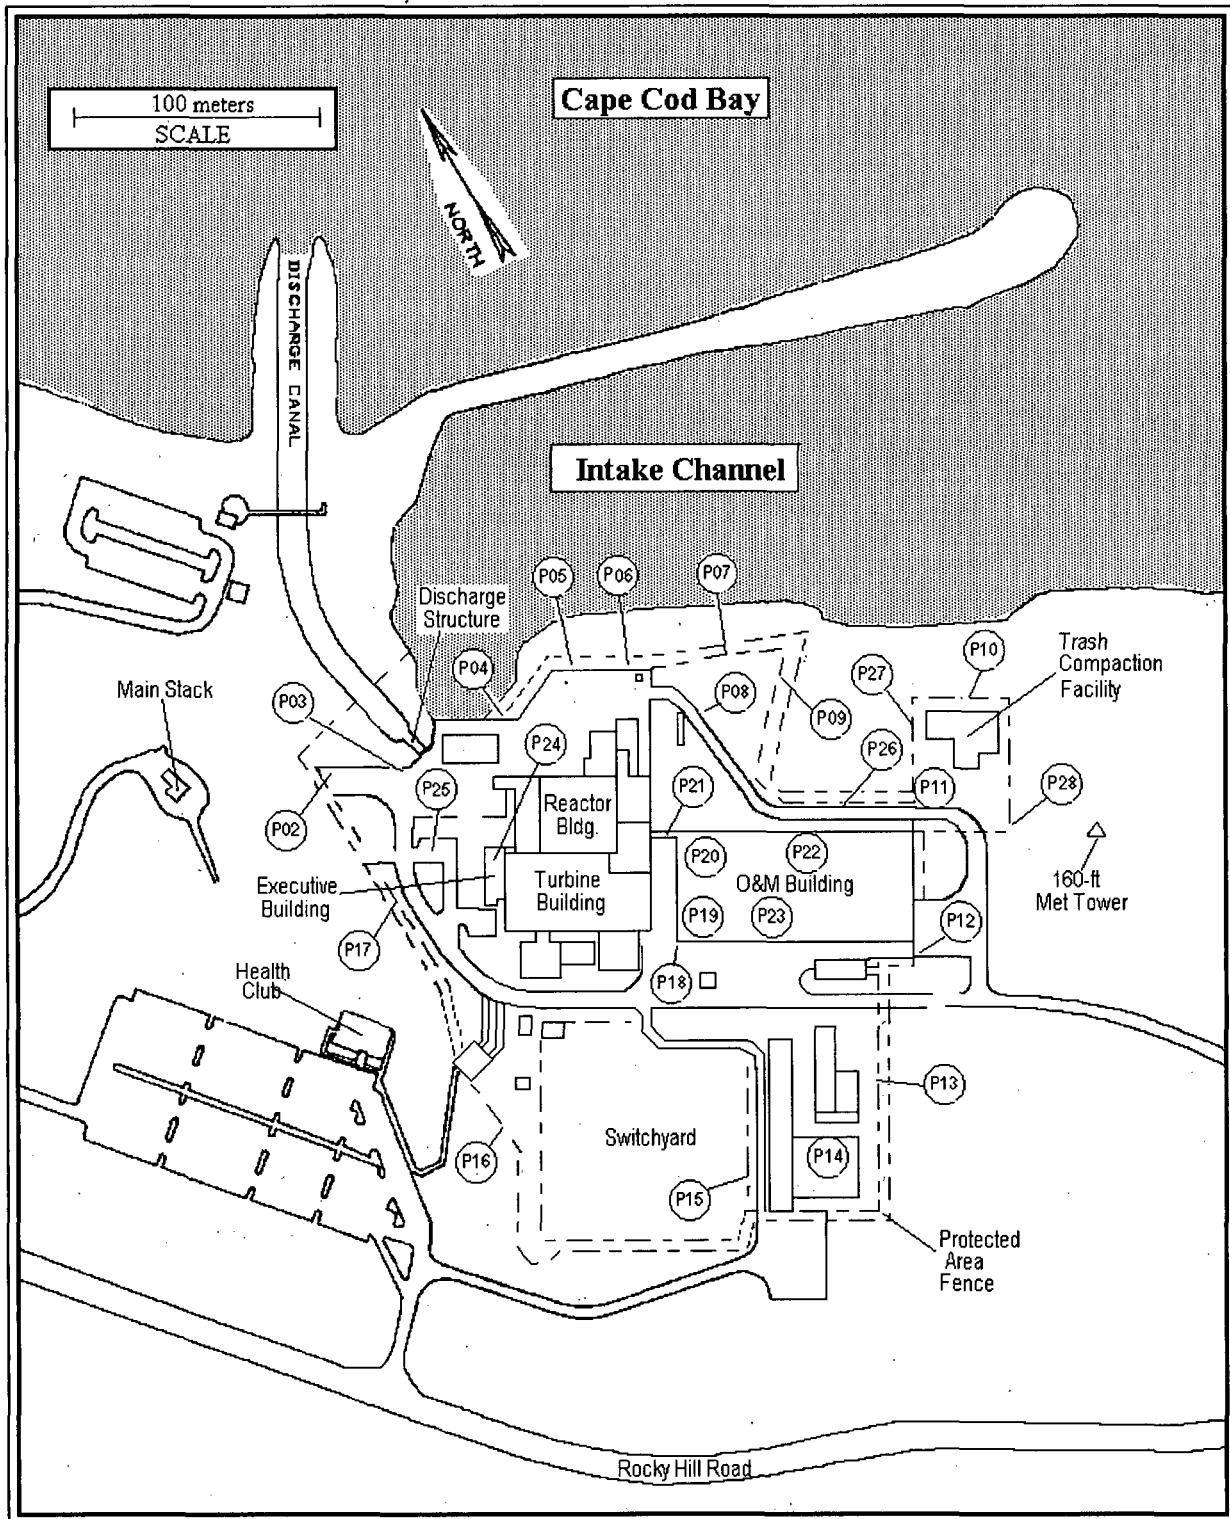 100 meters
SCALE
Cape Cod Bay
NORTH
DISCHARGE CANAL
Intake Channel
P05
P06
P07
Discharge
Structure
P04
P10
Trash
Compaction
Facility
P27
Main Stack
P03
P08
P09
P24
P26
P25
P21
P11
P28
P02
Reactor
Bldg.
P20
P22
160-ft
Met Tower
Executive
Building
Turbine
Building
O&M Building
P19
P23
P12
P17
Health
Club
P18
P13
Switchyard
P16
P14
P15
Protected
Area
Fence
Rocky Hill Road